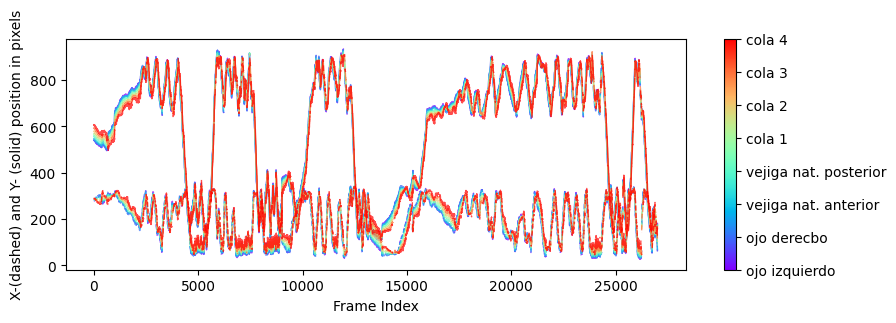 X-(dashed) and Y- (solid) position in pixels
800
600
400
200
0
0
5000
10000
15000
20000
25000
Frame Index
cola 4
cola 3
cola 2
cola 1
vejiga nat. posterior
vejiga nat. anterior
ojo derecbo
ojo izquierdo